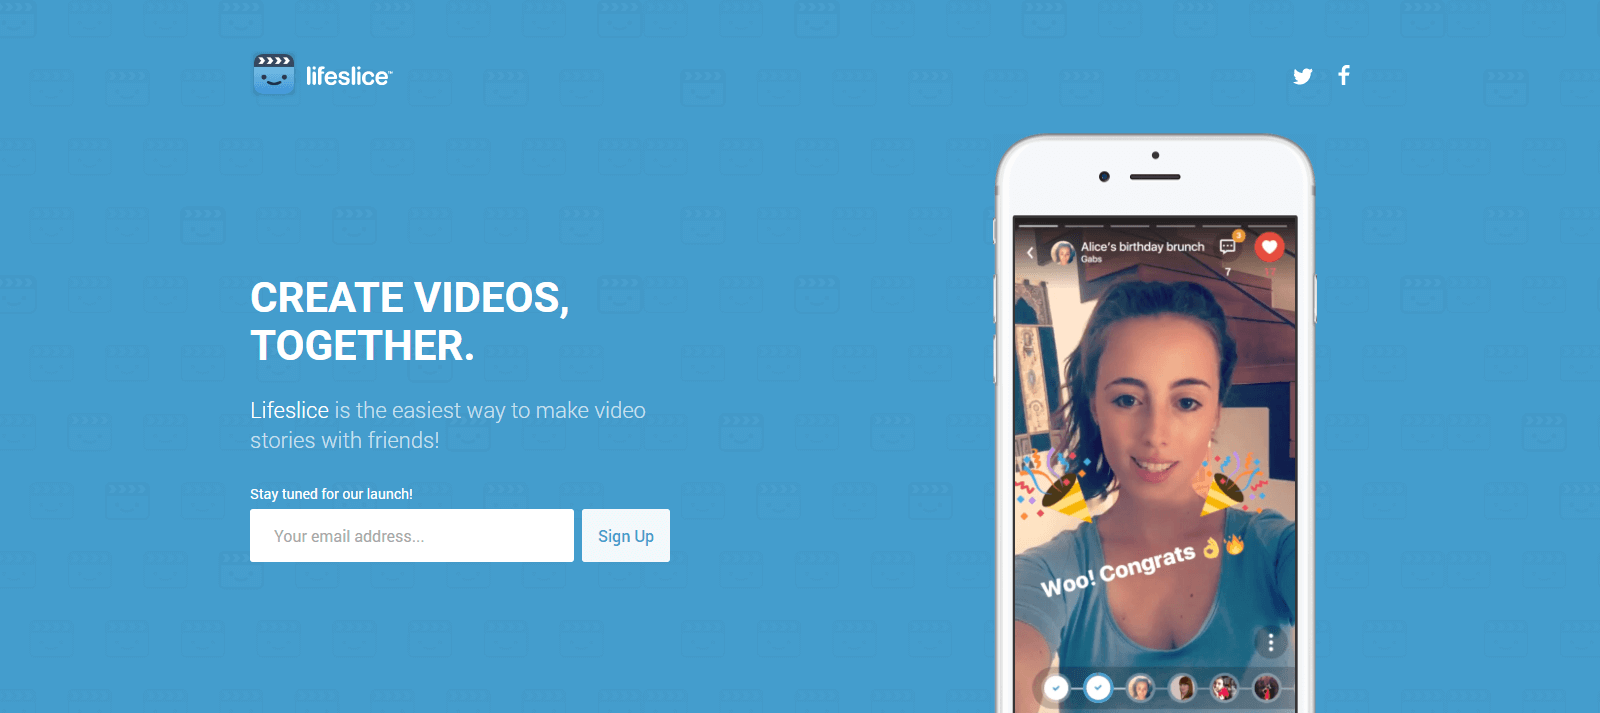 lifeslice™
CREATE VIDEOS,
TOGETHER.
Lifeslice is the easiest way to make video
stories with friends!
Stay tuned for our launch!
Your email address...
Sign Up
Alice's birthday brunch
Gabs
3
7
17
Woo! Congrats 👌🔥